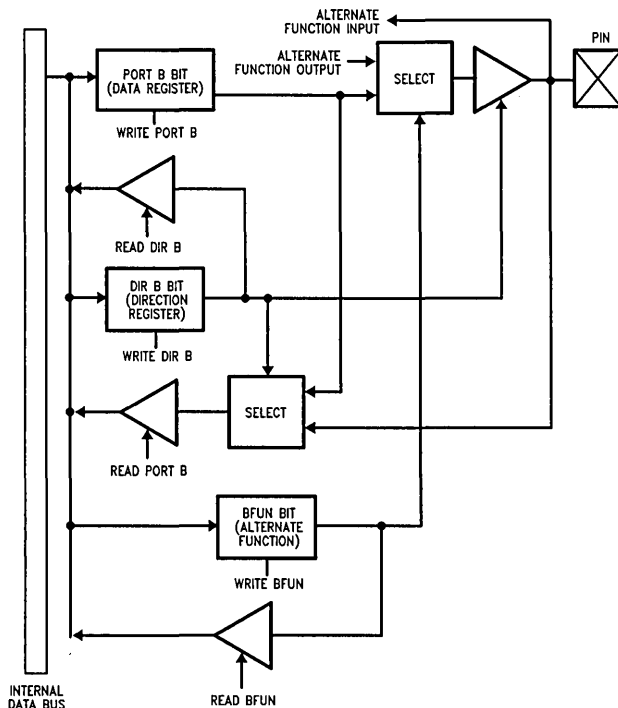 ALTERNATE
FUNCTION INPUT
PIN
ALTERNATE
FUNCTION OUTPUT
SELECT
PORT B BIT
(DATA REGISTER)
WRITE PORT B
READ DIR B
DIR B BIT
(DIRECTION
REGISTER)
WRITE DIR B
SELECT
READ PORT B
BFUN BIT
(ALTERNATE
FUNCTION)
WRITE BFUN
READ BFUN
INTERNAL
DATA BUS